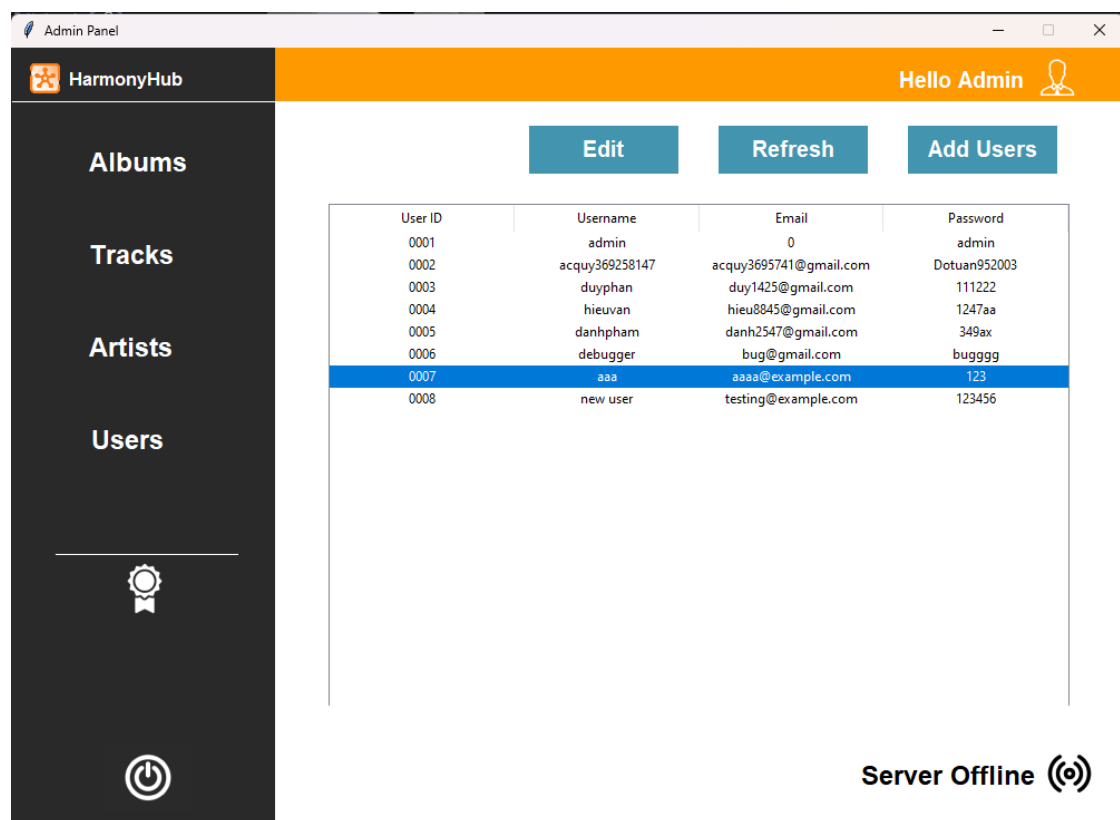 Admin Panel
HarmonyHub
Hello Admin
Albums
Tracks
Artists
Users
Edit Refresh Add Users
User ID Username Email Password
0001 admin 0 admin
0002 acquy369258147 acquy3695741@gmail.com Dotuan952003
0003 duyphan duy1425@gmail.com 111222
0004 hieuvan hieu8845@gmail.com 1247aa
0005 danhpham danh2547@gmail.com 349ax
0006 debugger bug@gmail.com bugggg
0007 aaa aaaa@example.com 123
0008 new user testing@example.com 123456
Server Offline